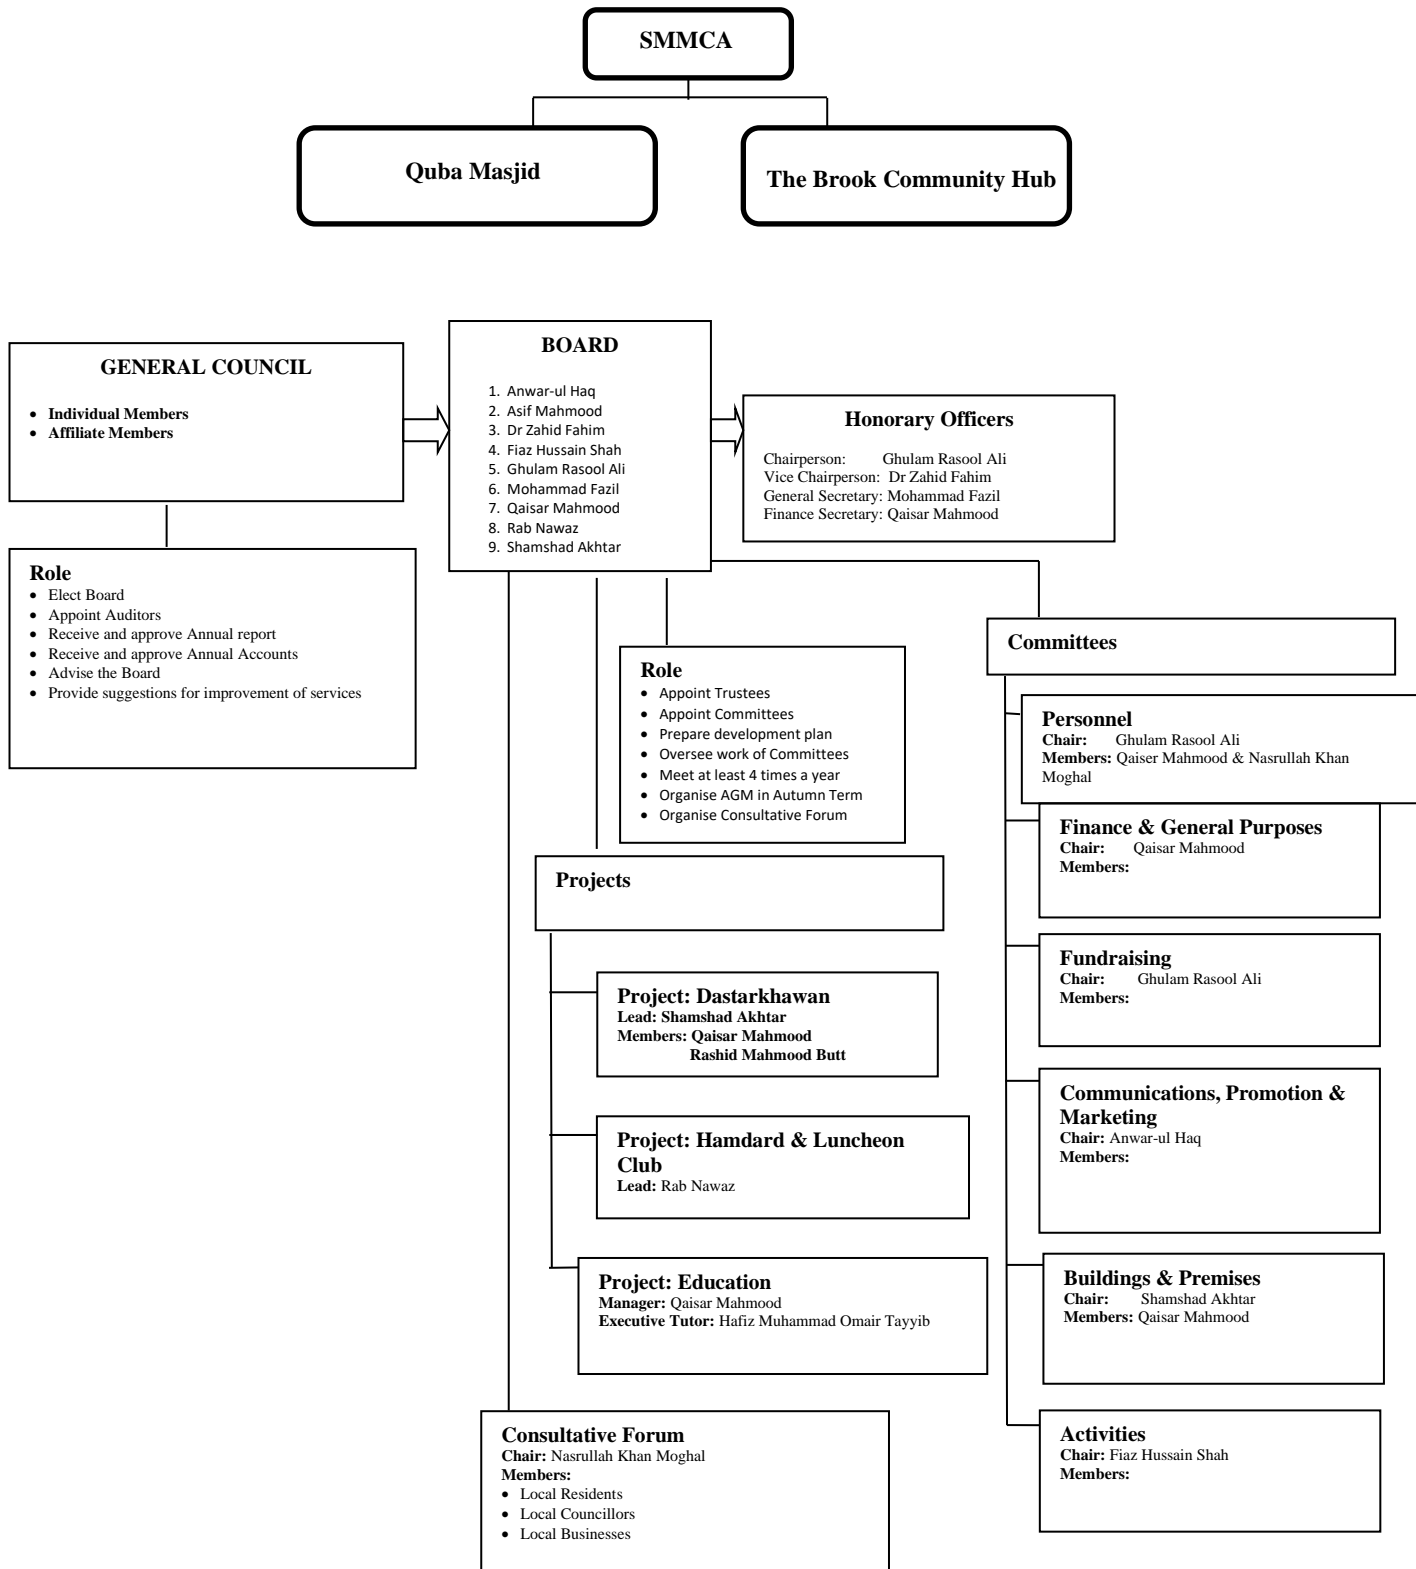 SMMCA
Quba Masjid
The Brook Community Hub
GENERAL COUNCIL
• Individual Members
• Affiliate Members
Role
• Elect Board
• Appoint Auditors
• Receive and approve Annual report
• Receive and approve Annual Accounts
• Advise the Board
• Provide suggestions for improvement of services
BOARD
1. Anwar-ul Haq
2. Asif Mahmood
3. Dr Zahid Fahim
4. Fiaz Hussain Shah
5. Ghulam Rasool Ali
6. Mohammad Fazil
7. Qaisar Mahmood
8. Rab Nawaz
9. Shamshad Akhtar
Honorary Officers
Chairperson: Ghulam Rasool Ali
Vice Chairperson: Dr Zahid Fahim
General Secretary: Mohammad Fazil
Finance Secretary: Qaisar Mahmood
Role
• Appoint Trustees
• Appoint Committees
• Prepare development plan
• Oversee work of Committees
• Meet at least 4 times a year
• Organise AGM in Autumn Term
• Organise Consultative Forum
Projects
Project: Dastarkhawan
Lead: Shamshad Akhtar
Members: Qaisar Mahmood
Rashid Mahmood Butt
Project: Hamdard & Luncheon
Club
Lead: Rab Nawaz
Project: Education
Manager: Qaisar Mahmood
Executive Tutor: Hafiz Muhammad Omair Tayyib
Consultative Forum
Chair: Nasrullah Khan Moghal
Members:
• Local Residents
• Local Councillors
• Local Businesses
Committees
Personnel
Chair: Ghulam Rasool Ali
Members: Qaiser Mahmood & Nasrullah Khan
Moghal
Finance & General Purposes
Chair: Qaisar Mahmood
Members:
Fundraising
Chair: Ghulam Rasool Ali
Members:
Communications, Promotion &
Marketing
Chair: Anwar-ul Haq
Members:
Buildings & Premises
Chair: Shamshad Akhtar
Members: Qaisar Mahmood
Activities
Chair: Fiaz Hussain Shah
Members: